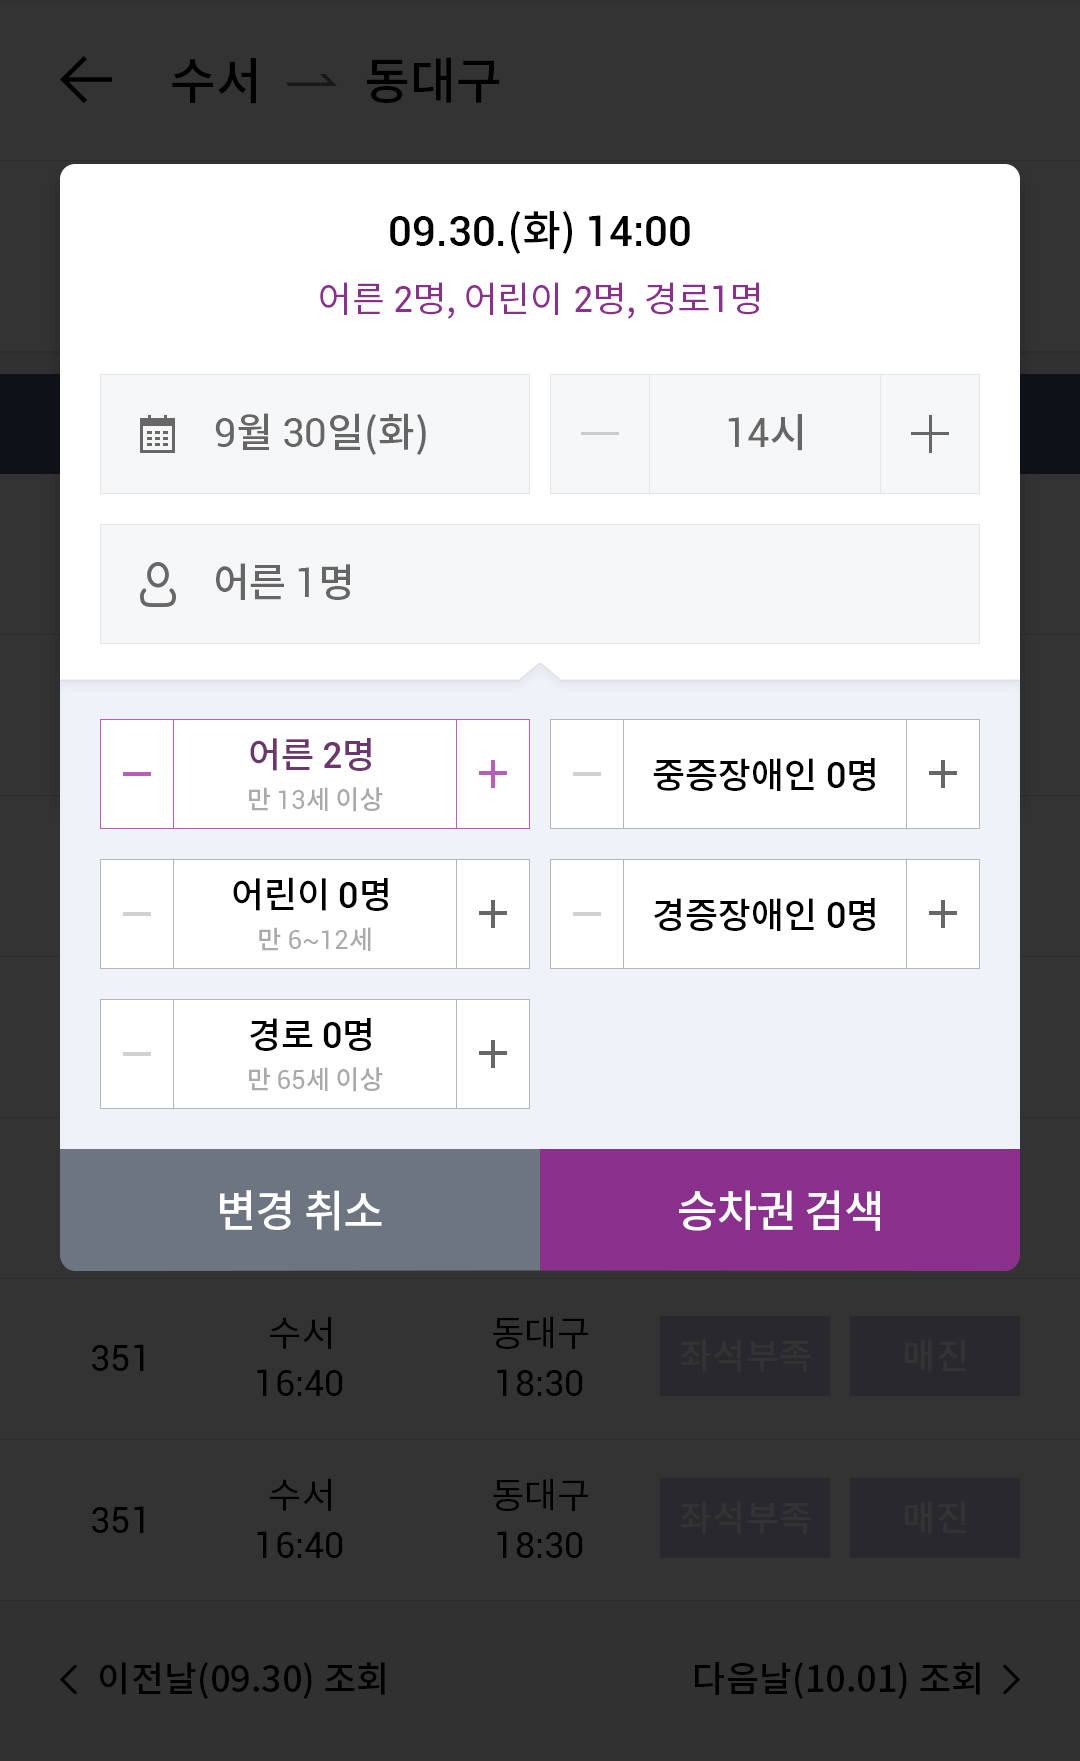 수서 → 동대구
09.30.(화) 14:00
어른 2명, 어린이 2명, 경로1명
9월 30일(화)
14시
어른 1명
어른 2명
만 13세 이상
중증장애인 0명
어린이 0명
만 6~12세
경증장애인 0명
경로 0명
만 65세 이상
변경 취소
승차권 검색
351 수서 동대구 좌석부족 매진
16:40 18:30
351 수서 동대구 좌석부족 매진
16:40 18:30
이전날(09.30) 조회
다음날(10.01) 조회